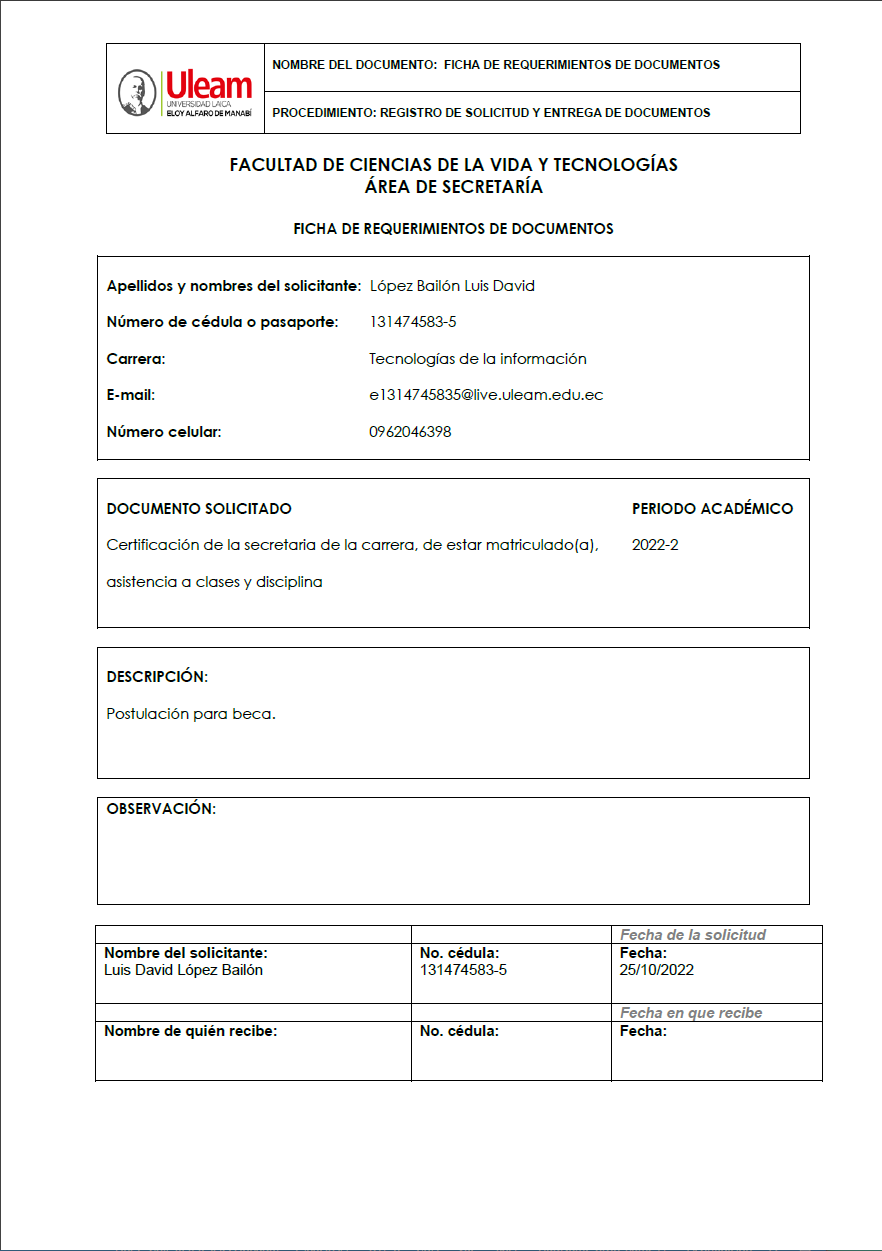 Uleam
UNIVERSIDAD LAICA
ELOY ALFARO DE MANABÍ
NOMBRE DEL DOCUMENTO: FICHA DE REQUERIMIENTOS DE DOCUMENTOS
PROCEDIMIENTO: REGISTRO DE SOLICITUD Y ENTREGA DE DOCUMENTOS
FACULTAD DE CIENCIAS DE LA VIDA Y TECNOLOGÍAS
ÁREA DE SECRETARÍA
FICHA DE REQUERIMIENTOS DE DOCUMENTOS
Apellidos y nombres del solicitante: López Bailón Luis David
Número de cédula o pasaporte: 131474583-5
Carrera: Tecnologías de la información
E-mail: e1314745835@live.uleam.edu.ec
Número celular: 0962046398
DOCUMENTO SOLICITADO PERIODO ACADÉMICO
Certificación de la secretaria de la carrera, de estar matriculado(a), 2022-2
asistencia a clases y disciplina
DESCRIPCIÓN:
Postulación para beca.
OBSERVACIÓN:
Fecha de la solicitud
Nombre del solicitante: No. cédula: Fecha:
Luis David López Bailón 131474583-5 25/10/2022
Fecha en que recibe
Nombre de quién recibe: No. cédula: Fecha: